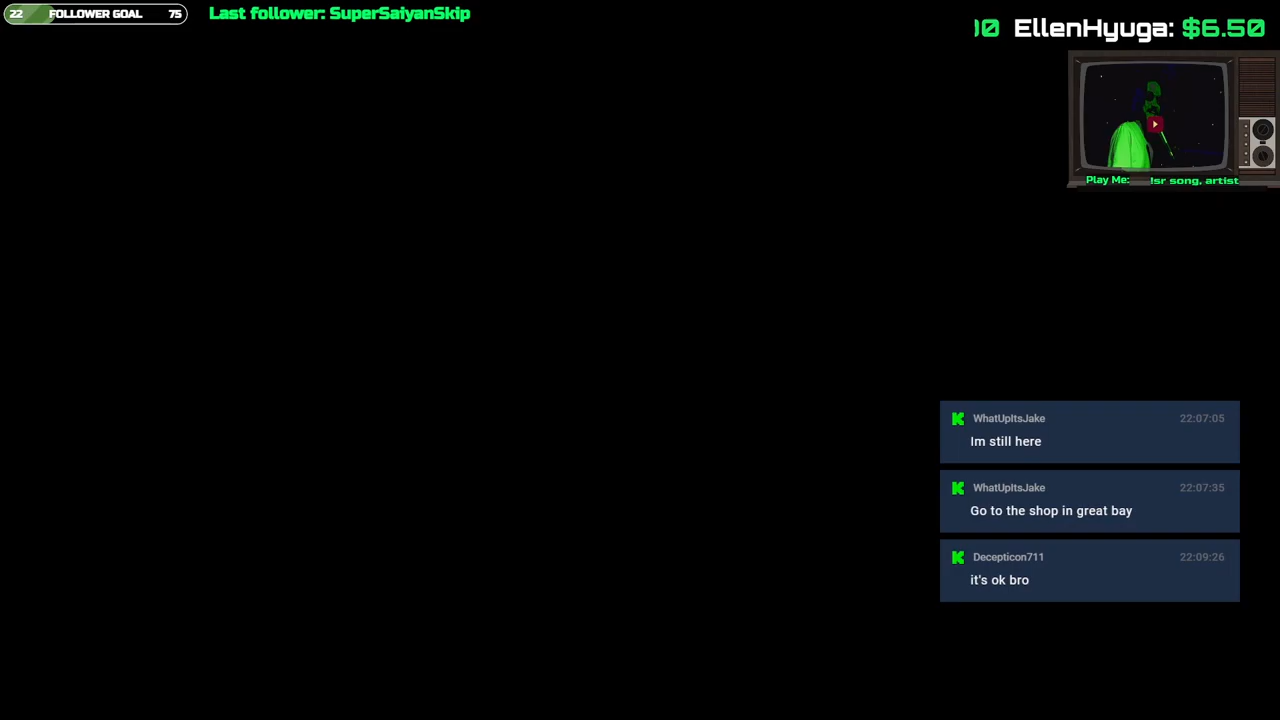 22 FOLLOWER GOAL 75
Last follower: SuperSaiyanSkip
0 EllenHyuga: $6.50
Play Me: !sr song, artist
WhatUpItsJake 22:07:05
Im still here
WhatUpItsJake 22:07:35
Go to the shop in great bay
Decepticon711 22:09:26
it's ok bro